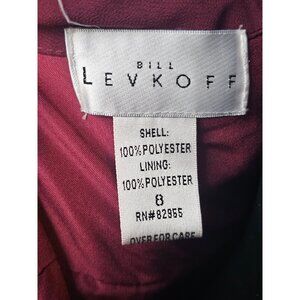 BILL
LEVKOFF
SHELL:
100%POLYESTER
LINING:
100%POLYESTER
8
RN#82955
OVER FOR CARE